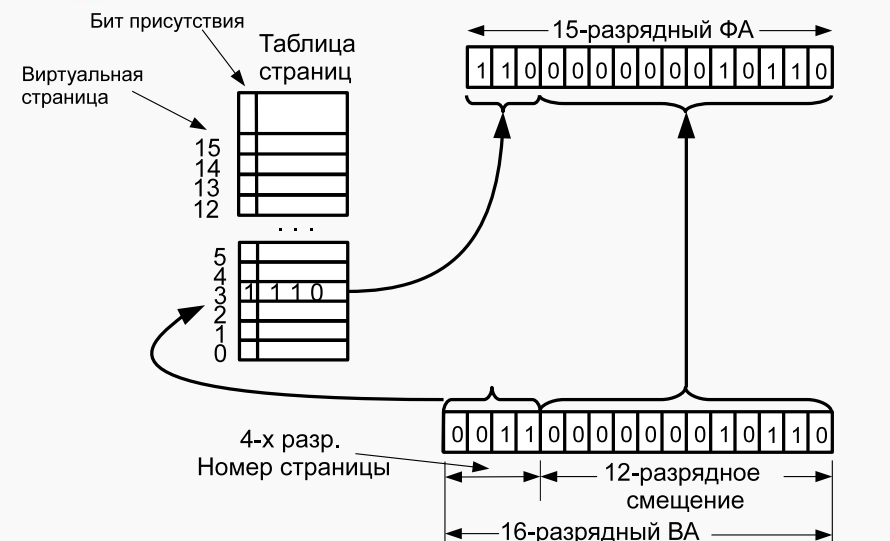 Бит присутствия
Таблица
страниц
15-разрядный ФА
1 1 0 0 0 0 0 0 0 0 1 0 1 1 0
Виртуальная
страница
15
14
13
12
. . .
5
4
3
1 1 1 0
2
1
0
0 0 1 1 0 0 0 0 0 0 0 1 0 1 1 0
4-х разр.
Номер страницы
12-разрядное
смещение
16-разрядный ВА